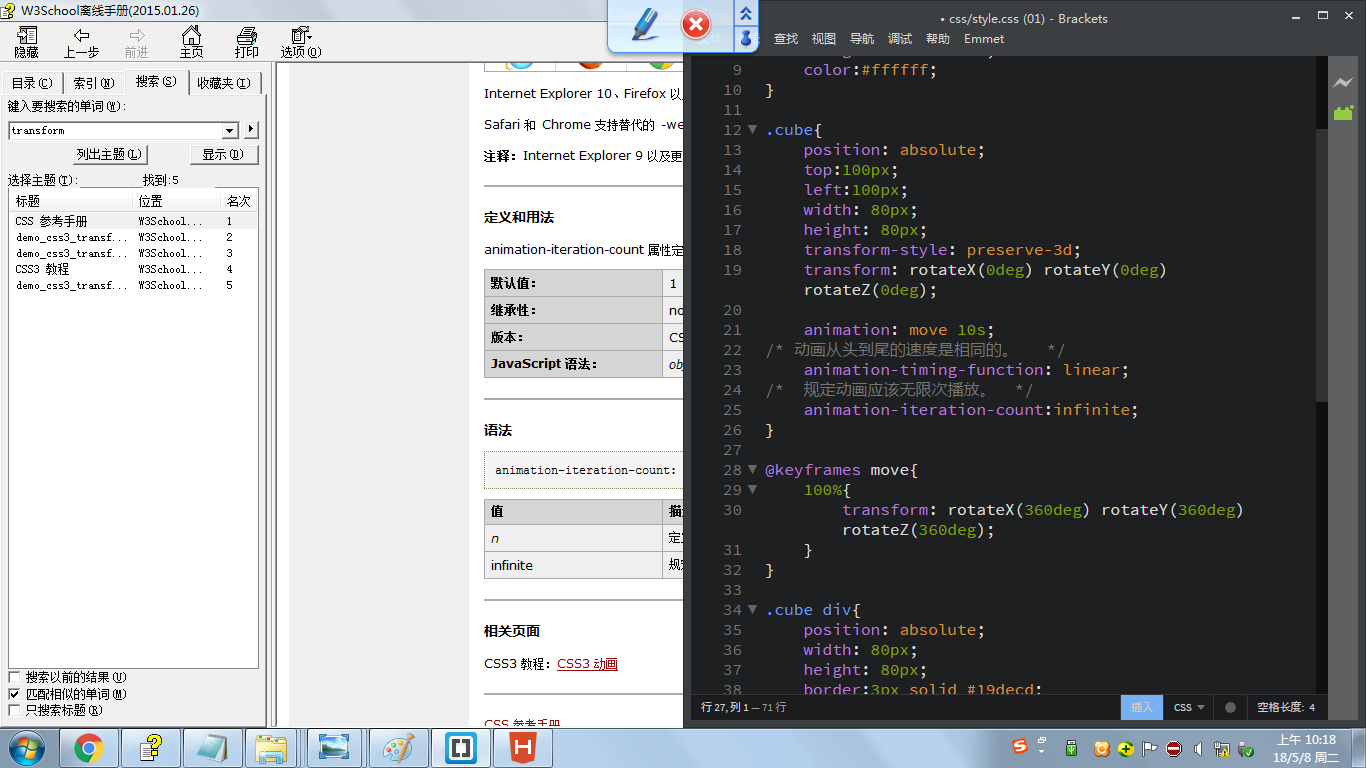 W3School离线手册(2015.01.26)
隐藏 上一步 前进 主页 打印 选项(O)
目录(C) 索引(N) 搜索(S) 收藏夹(I)
键入要搜索的单词(W):
transform
列出主题(L) 显示(D)
选择主题(T): 找到:5
标题 位置 名次
CSS 参考手册 W3School... 1
demo_css3_transf... W3School... 2
demo_css3_transf... W3School... 3
CSS3 教程 W3School... 4
demo_css3_transf... W3School... 5
搜索以前的结果(U)
匹配相似的单词(M)
只搜索标题(R)
Internet Explorer 10、Firefox 以
Safari 和 Chrome 支持替代的 -we
注释：Internet Explorer 9 以及更
定义和用法
animation-iteration-count 属性定
默认值： 1
继承性： no
版本： CS
JavaScript 语法： obj
语法
animation-iteration-count:
值 描
n 定
infinite 规
相关页面
CSS3 教程：CSS3 动画
CSS 参考手册
• css/style.css (01) - Brackets
查找 视图 导航 调试 帮助 Emmet
9 color:#ffffff;
10 }
11
12 .cube{
13 position: absolute;
14 top:100px;
15 left:100px;
16 width: 80px;
17 height: 80px;
18 transform-style: preserve-3d;
19 transform: rotateX(0deg) rotateY(0deg)
rotateZ(0deg);
20
21 animation: move 10s;
22 /* 动画从头到尾的速度是相同的。 */
23 animation-timing-function: linear;
24 /* 规定动画应该无限次播放。 */
25 animation-iteration-count:infinite;
26 }
27
28 @keyframes move{
29 100%{
30 transform: rotateX(360deg) rotateY(360deg)
rotateZ(360deg);
31 }
32 }
33
34 .cube div{
35 position: absolute;
36 width: 80px;
37 height: 80px;
38 border:3px solid #19decd;
行 27, 列 1 — 71 行 插入 CSS 空格长度: 4
上午 10:18
18/5/8 周二